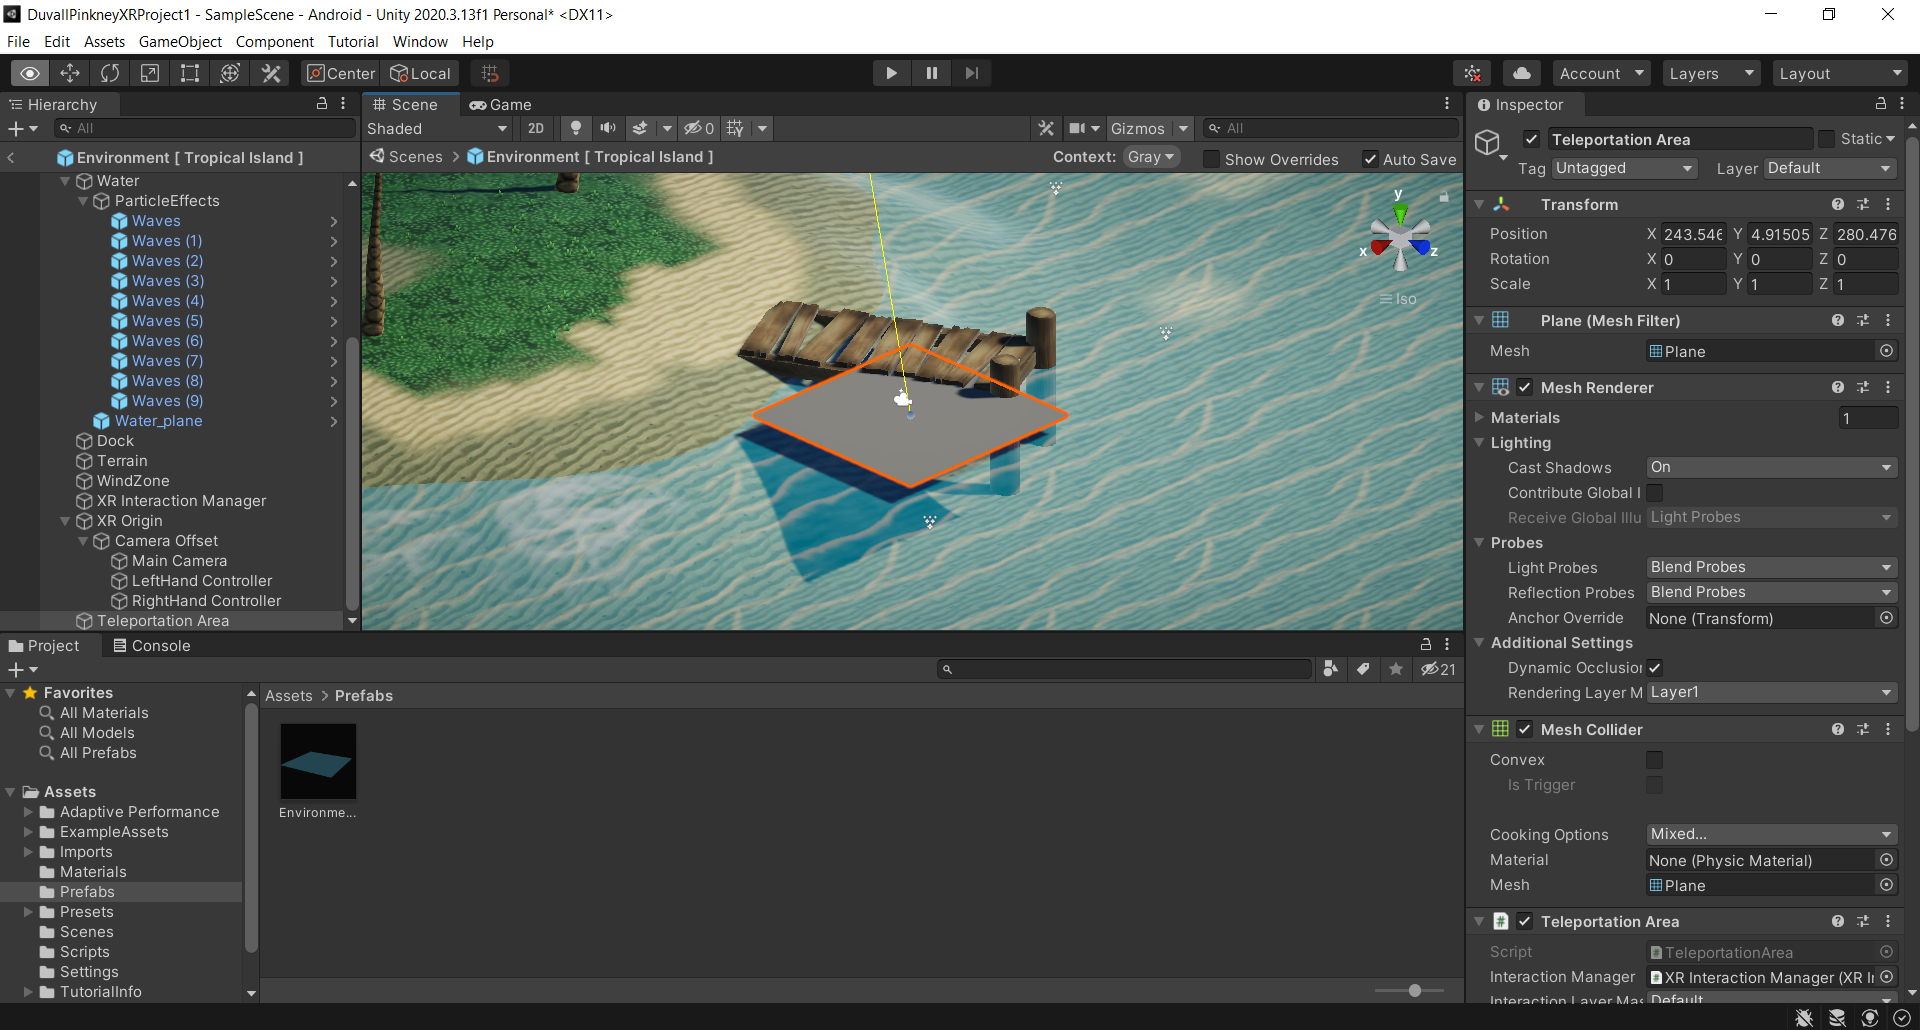 DuvallPinkneyXRProject1 - SampleScene - Android - Unity 2020.3.13f1 Personal* <DX11>
File Edit Assets GameObject Component Tutorial Window Help
Center Local Account Layers Layout
Hierarchy
All
Environment [ Tropical Island ]
Water
ParticleEffects
Waves
Waves (1)
Waves (2)
Waves (3)
Waves (4)
Waves (5)
Waves (6)
Waves (7)
Waves (8)
Waves (9)
Water_plane
Dock
Terrain
WindZone
XR Interaction Manager
XR Origin
Camera Offset
Main Camera
LeftHand Controller
RightHand Controller
Teleportation Area
Scene Game
Shaded 2D 0 Gizmos All
Scenes > Environment [ Tropical Island ] Context: Gray Show Overrides Auto Save
y
x z
Iso
Project Console
21
Favorites
All Materials
All Models
All Prefabs
Assets
Adaptive Performance
ExampleAssets
Imports
Materials
Prefabs
Presets
Scenes
Scripts
Settings
TutorialInfo
Assets > Prefabs
Environme...
Inspector
Teleportation Area Static
Tag Untagged Layer Default
Transform
Position X 243.546 Y 4.91505 Z 280.476
Rotation X 0 Y 0 Z 0
Scale X 1 Y 1 Z 1
Plane (Mesh Filter)
Mesh Plane
Mesh Renderer
Materials 1
Lighting
Cast Shadows On
Contribute Global I
Receive Global Illu Light Probes
Probes
Light Probes Blend Probes
Reflection Probes Blend Probes
Anchor Override None (Transform)
Additional Settings
Dynamic Occlusion
Rendering Layer M Layer1
Mesh Collider
Convex
Is Trigger
Cooking Options Mixed...
Material None (Physic Material)
Mesh Plane
Teleportation Area
Script TeleportationArea
Interaction Manager XR Interaction Manager (XR I
Interaction Layer Mas Default